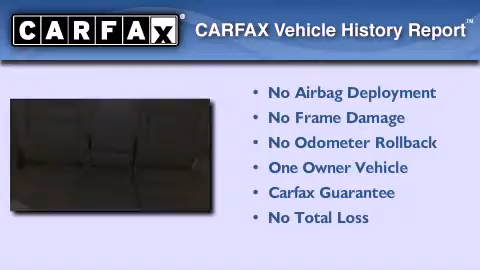 CARFAX® CARFAX Vehicle History Report™
• No Airbag Deployment
• No Frame Damage
• No Odometer Rollback
• One Owner Vehicle
• Carfax Guarantee
• No Total Loss